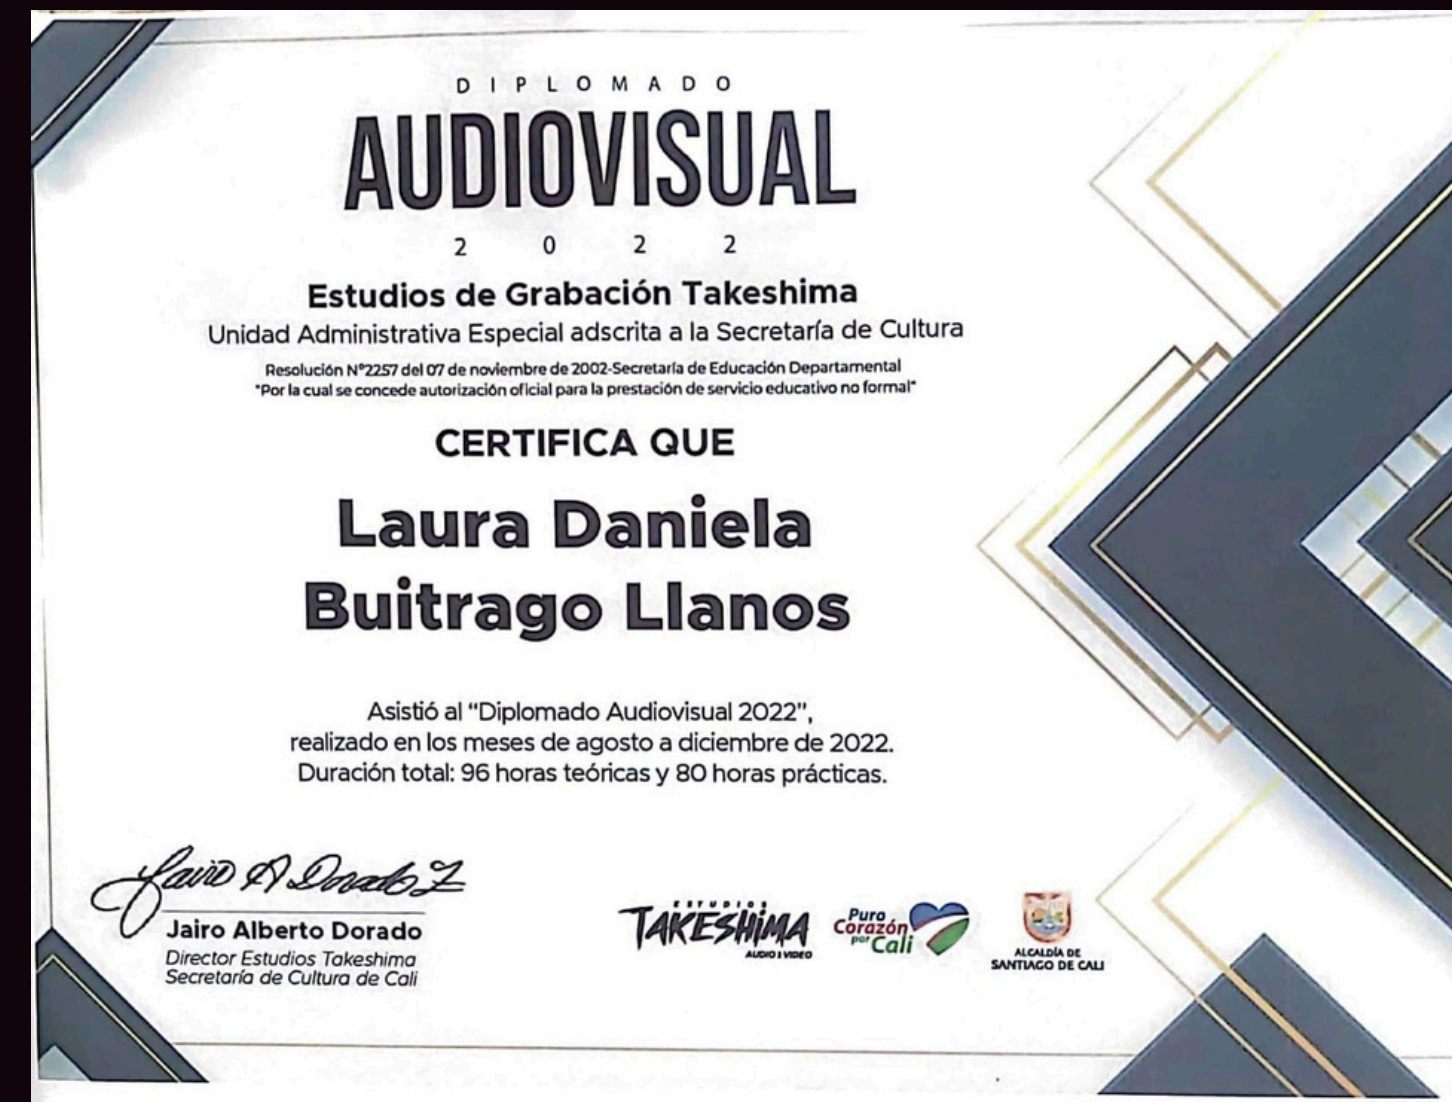 DIPLOMADO
AUDIOVISUAL
2022
Estudios de Grabación Takeshima
Unidad Administrativa Especial adscrita a la Secretaría de Cultura
Resolución N°2257 del 07 de noviembre de 2002-Secretaría de Educación Departamental
"Por la cual se concede autorización oficial para la prestación de servicio educativo no formal"
CERTIFICA QUE
Laura Daniela
Buitrago Llanos
Asistió al "Diplomado Audiovisual 2022",
realizado en los meses de agosto a diciembre de 2022.
Duración total: 96 horas teóricas y 80 horas prácticas.
Jairo A Dorado Z
Jairo Alberto Dorado
Director Estudios Takeshima
Secretaría de Cultura de Cali
ESTUDIOS
TAKESHIMA
AUDIO & VIDEO
Puro
Corazón
por Cali
ALCALDÍA DE
SANTIAGO DE CALI